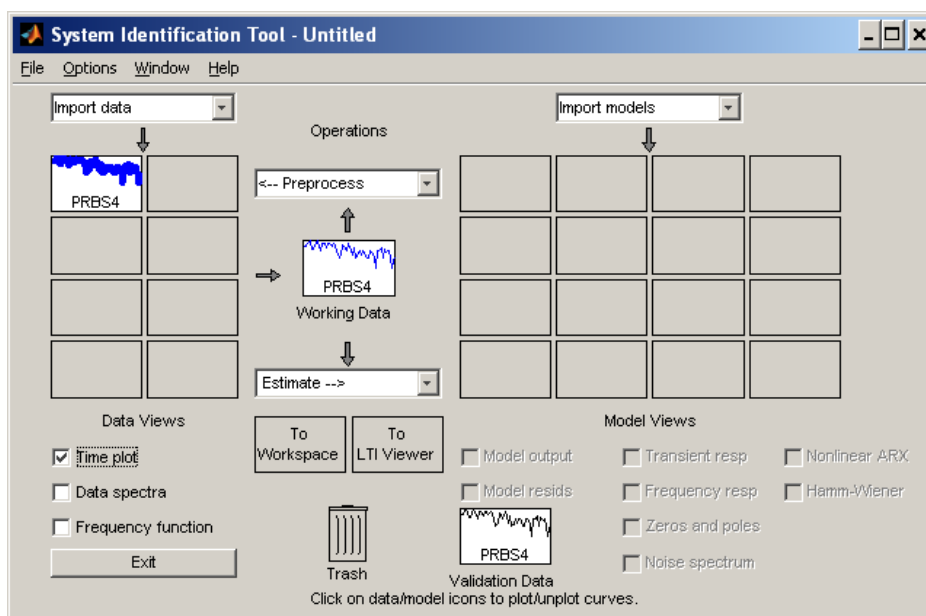 System Identification Tool - Untitled
File Options Window Help
Import data
Import models
Operations
<-- Preprocess
PRBS4
PRBS4
Working Data
Estimate -->
Data Views
Model Views
To Workspace
To LTI Viewer
Time plot
Model output
Transient resp
Nonlinear ARX
Data spectra
Model resids
Frequency resp
Hamm-Wiener
Frequency function
Zeros and poles
Exit
Trash
PRBS4
Validation Data
Noise spectrum
Click on data/model icons to plot/unplot curves.